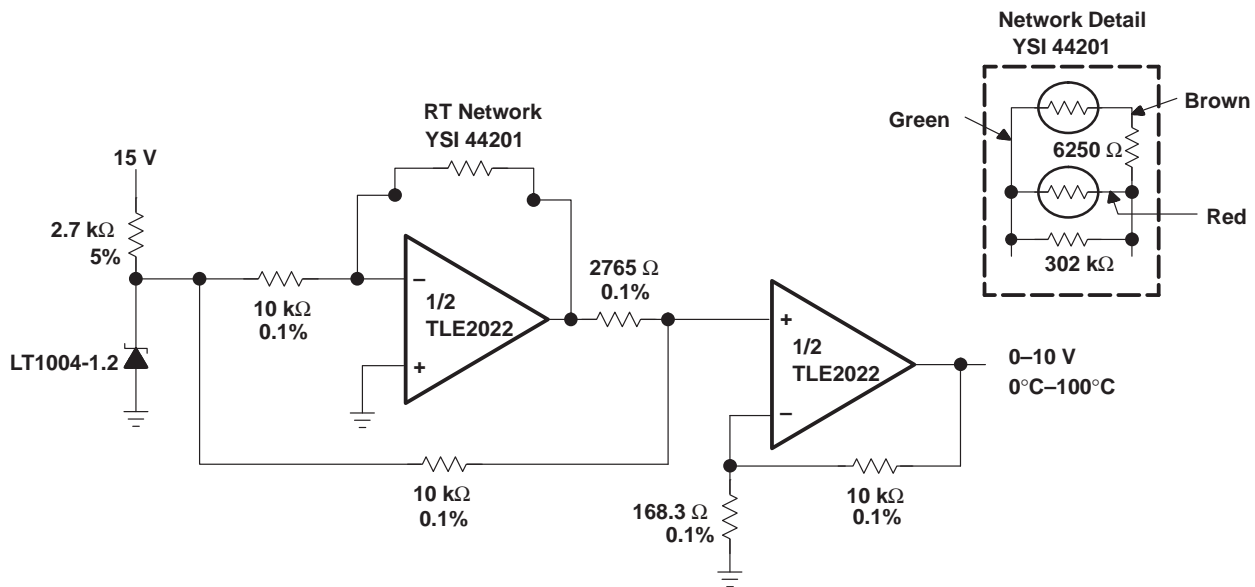 Network Detail
YSI 44201
Green
Brown
6250 Ω
Red
302 kΩ
RT Network
YSI 44201
15 V
2.7 kΩ
5%
10 kΩ
0.1%
LT1004-1.2
−
1/2
TLE2022
+
2765 Ω
0.1%
+
1/2
TLE2022
−
0–10 V
0°C–100°C
10 kΩ
0.1%
168.3 Ω
0.1%
10 kΩ
0.1%